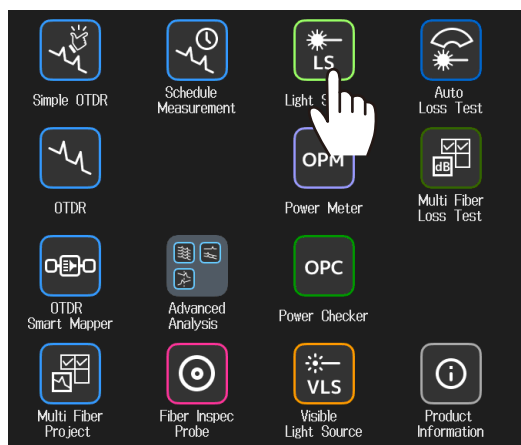 LS
Simple OTDR
Schedule
Measurement
Light S
Auto
Loss Test
OPM
dB
OTDR
Power Meter
Multi Fiber
Loss Test
OPC
OTDR
Smart Mapper
Advanced
Analysis
Power Checker
VLS
Multi Fiber
Project
Fiber Inspec
Probe
Visible
Light Source
Product
Information